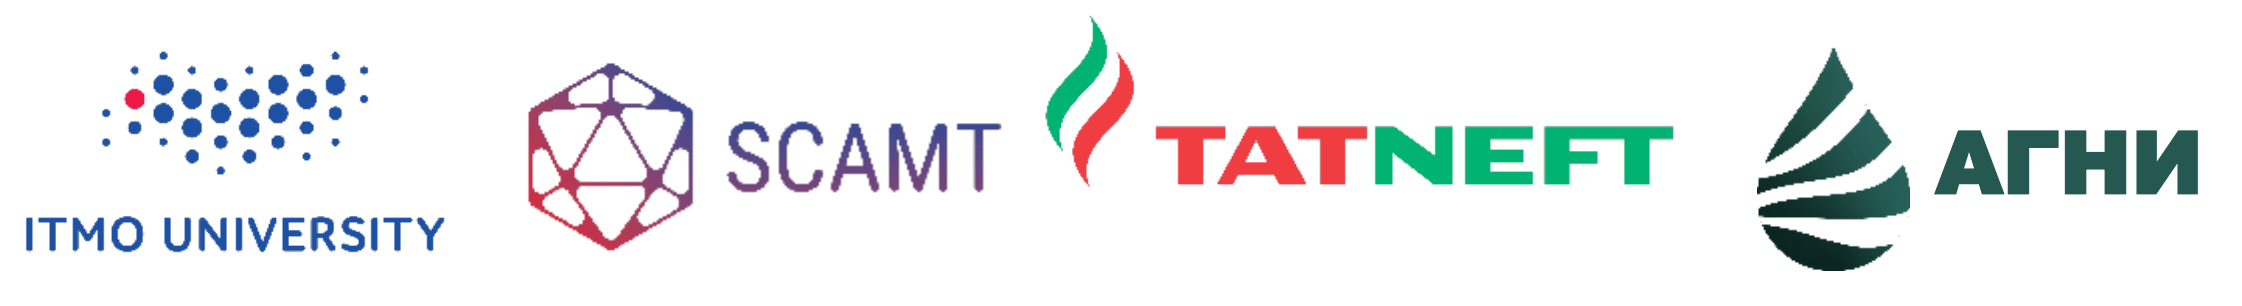 ITMO UNIVERSITY
SCAMT
TATNEFT
АГНИ